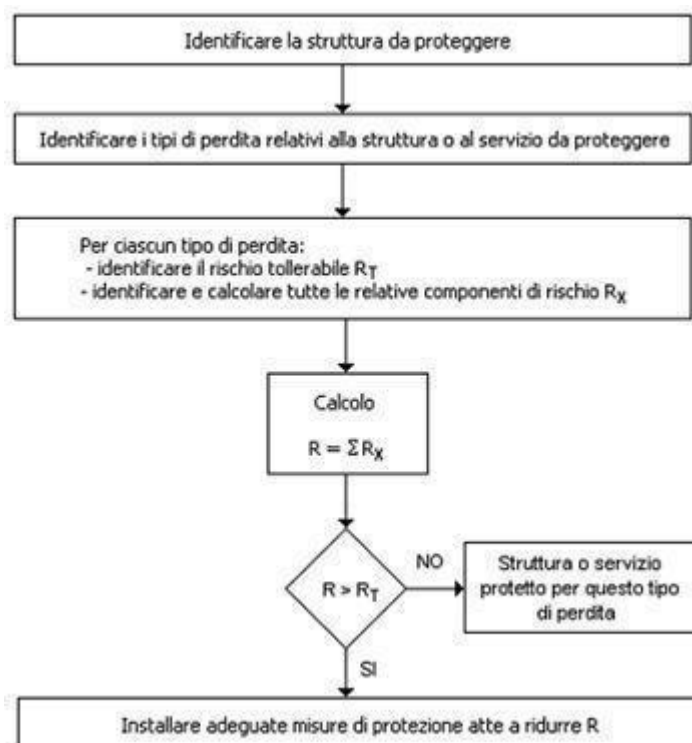 Identificare la struttura da proteggere
Identificare i tipi di perdita relativi alla struttura o al servizio da proteggere
Per ciascun tipo di perdita:
- identificare il rischio tollerabile RT
- identificare e calcolare tutte le relative componenti di rischio RX
Calcolo
R = ΣRX
R > RT
NO
Struttura o servizio
protetto per questo tipo
di perdita
SI
Installare adeguate misure di protezione atte a ridurre R